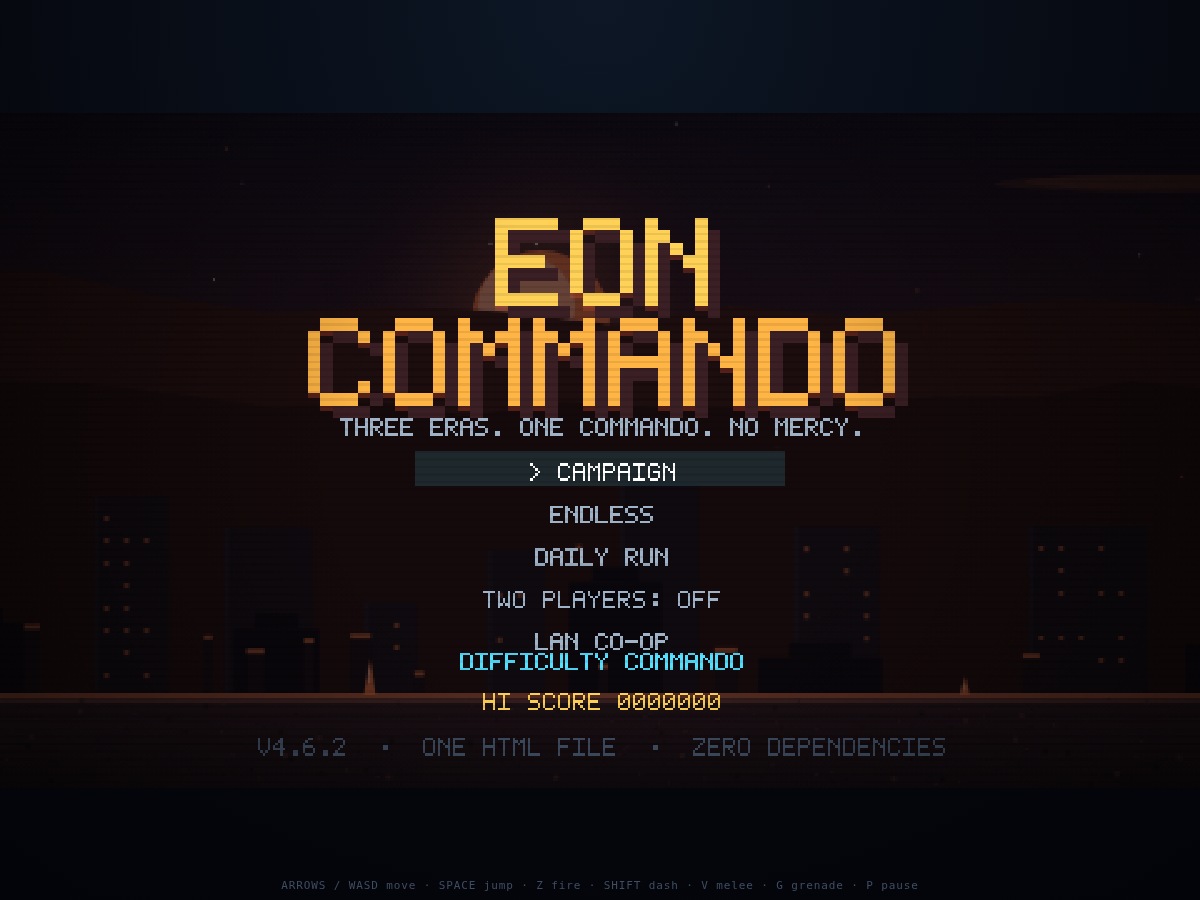 EON
COMMANDO
THREE ERAS. ONE COMMANDO. NO MERCY.
> CAMPAIGN
ENDLESS
DAILY RUN
TWO PLAYERS: OFF
LAN CO-OP
DIFFICULTY COMMANDO
HI SCORE 0000000
V4.6.2 · ONE HTML FILE · ZERO DEPENDENCIES
ARROWS / WASD move · SPACE jump · Z fire · SHIFT dash · V melee · G grenade · P pause